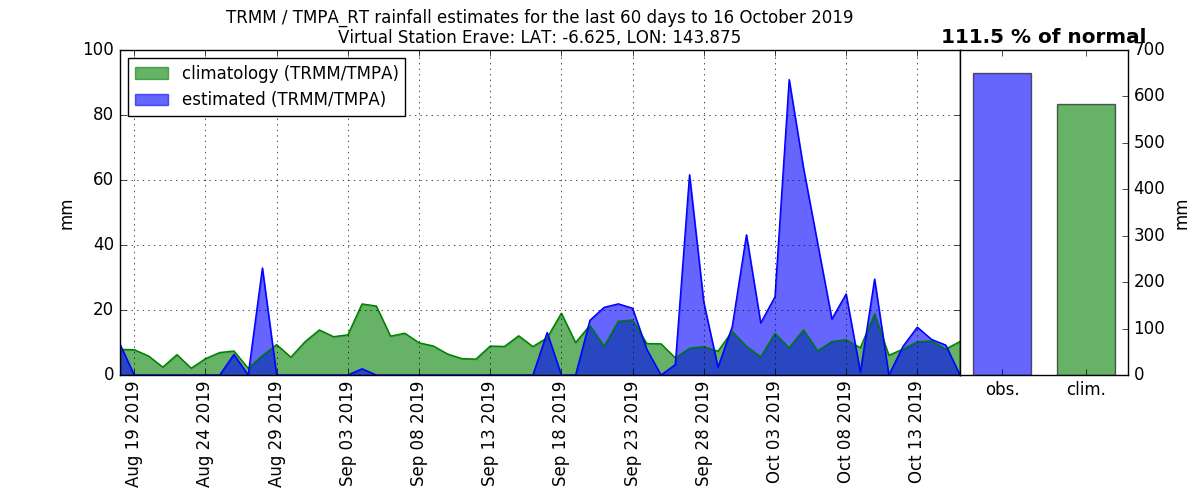 TRMM / TMPA_RT rainfall estimates for the last 60 days to 16 October 2019
Virtual Station Erave: LAT: -6.625, LON: 143.875
111.5 % of normal
climatology (TRMM/TMPA)
estimated (TRMM/TMPA)
100
80
60
40
20
0
mm
Aug 19 2019
Aug 24 2019
Aug 29 2019
Sep 03 2019
Sep 08 2019
Sep 13 2019
Sep 18 2019
Sep 23 2019
Sep 28 2019
Oct 03 2019
Oct 08 2019
Oct 13 2019
700
600
500
400
300
200
100
0
mm
obs.
clim.